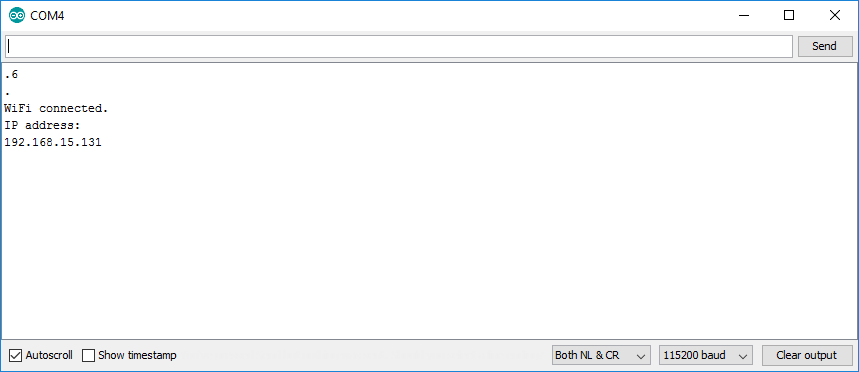 COM4
Send
.6
.
WiFi connected.
IP address:
192.168.15.131
Autoscroll Show timestamp Both NL & CR 115200 baud Clear output